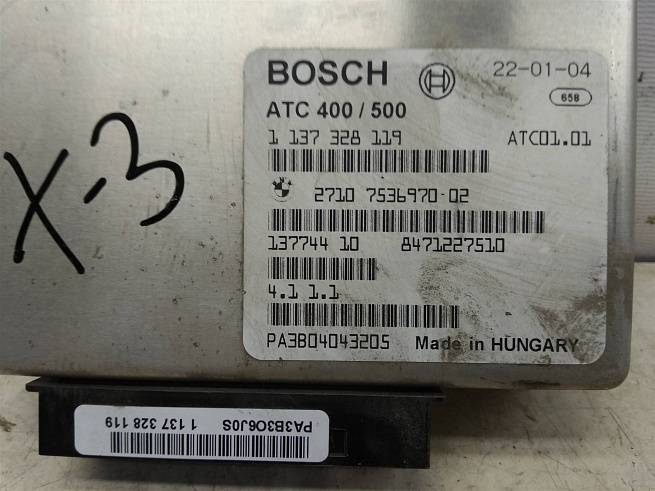 X-3
BOSCH 22-01-04
658
ATC 400 / 500
1 137 328 119 ATC01.01
2710 7536970-02
137744 10 8471227510
4.1 1.1
PA3B04043205 Made in HUNGARY
PA3B3O6J0S 1 137 328 119